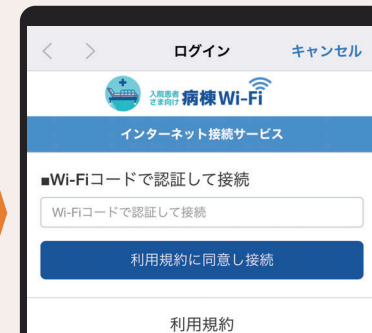 ログイン
キャンセル
入院患者
さま向け
病棟Wi-Fi
インターネット接続サービス
■Wi-Fiコードで認証して接続
Wi-Fiコードで認証して接続
利用規約に同意し接続
利用規約